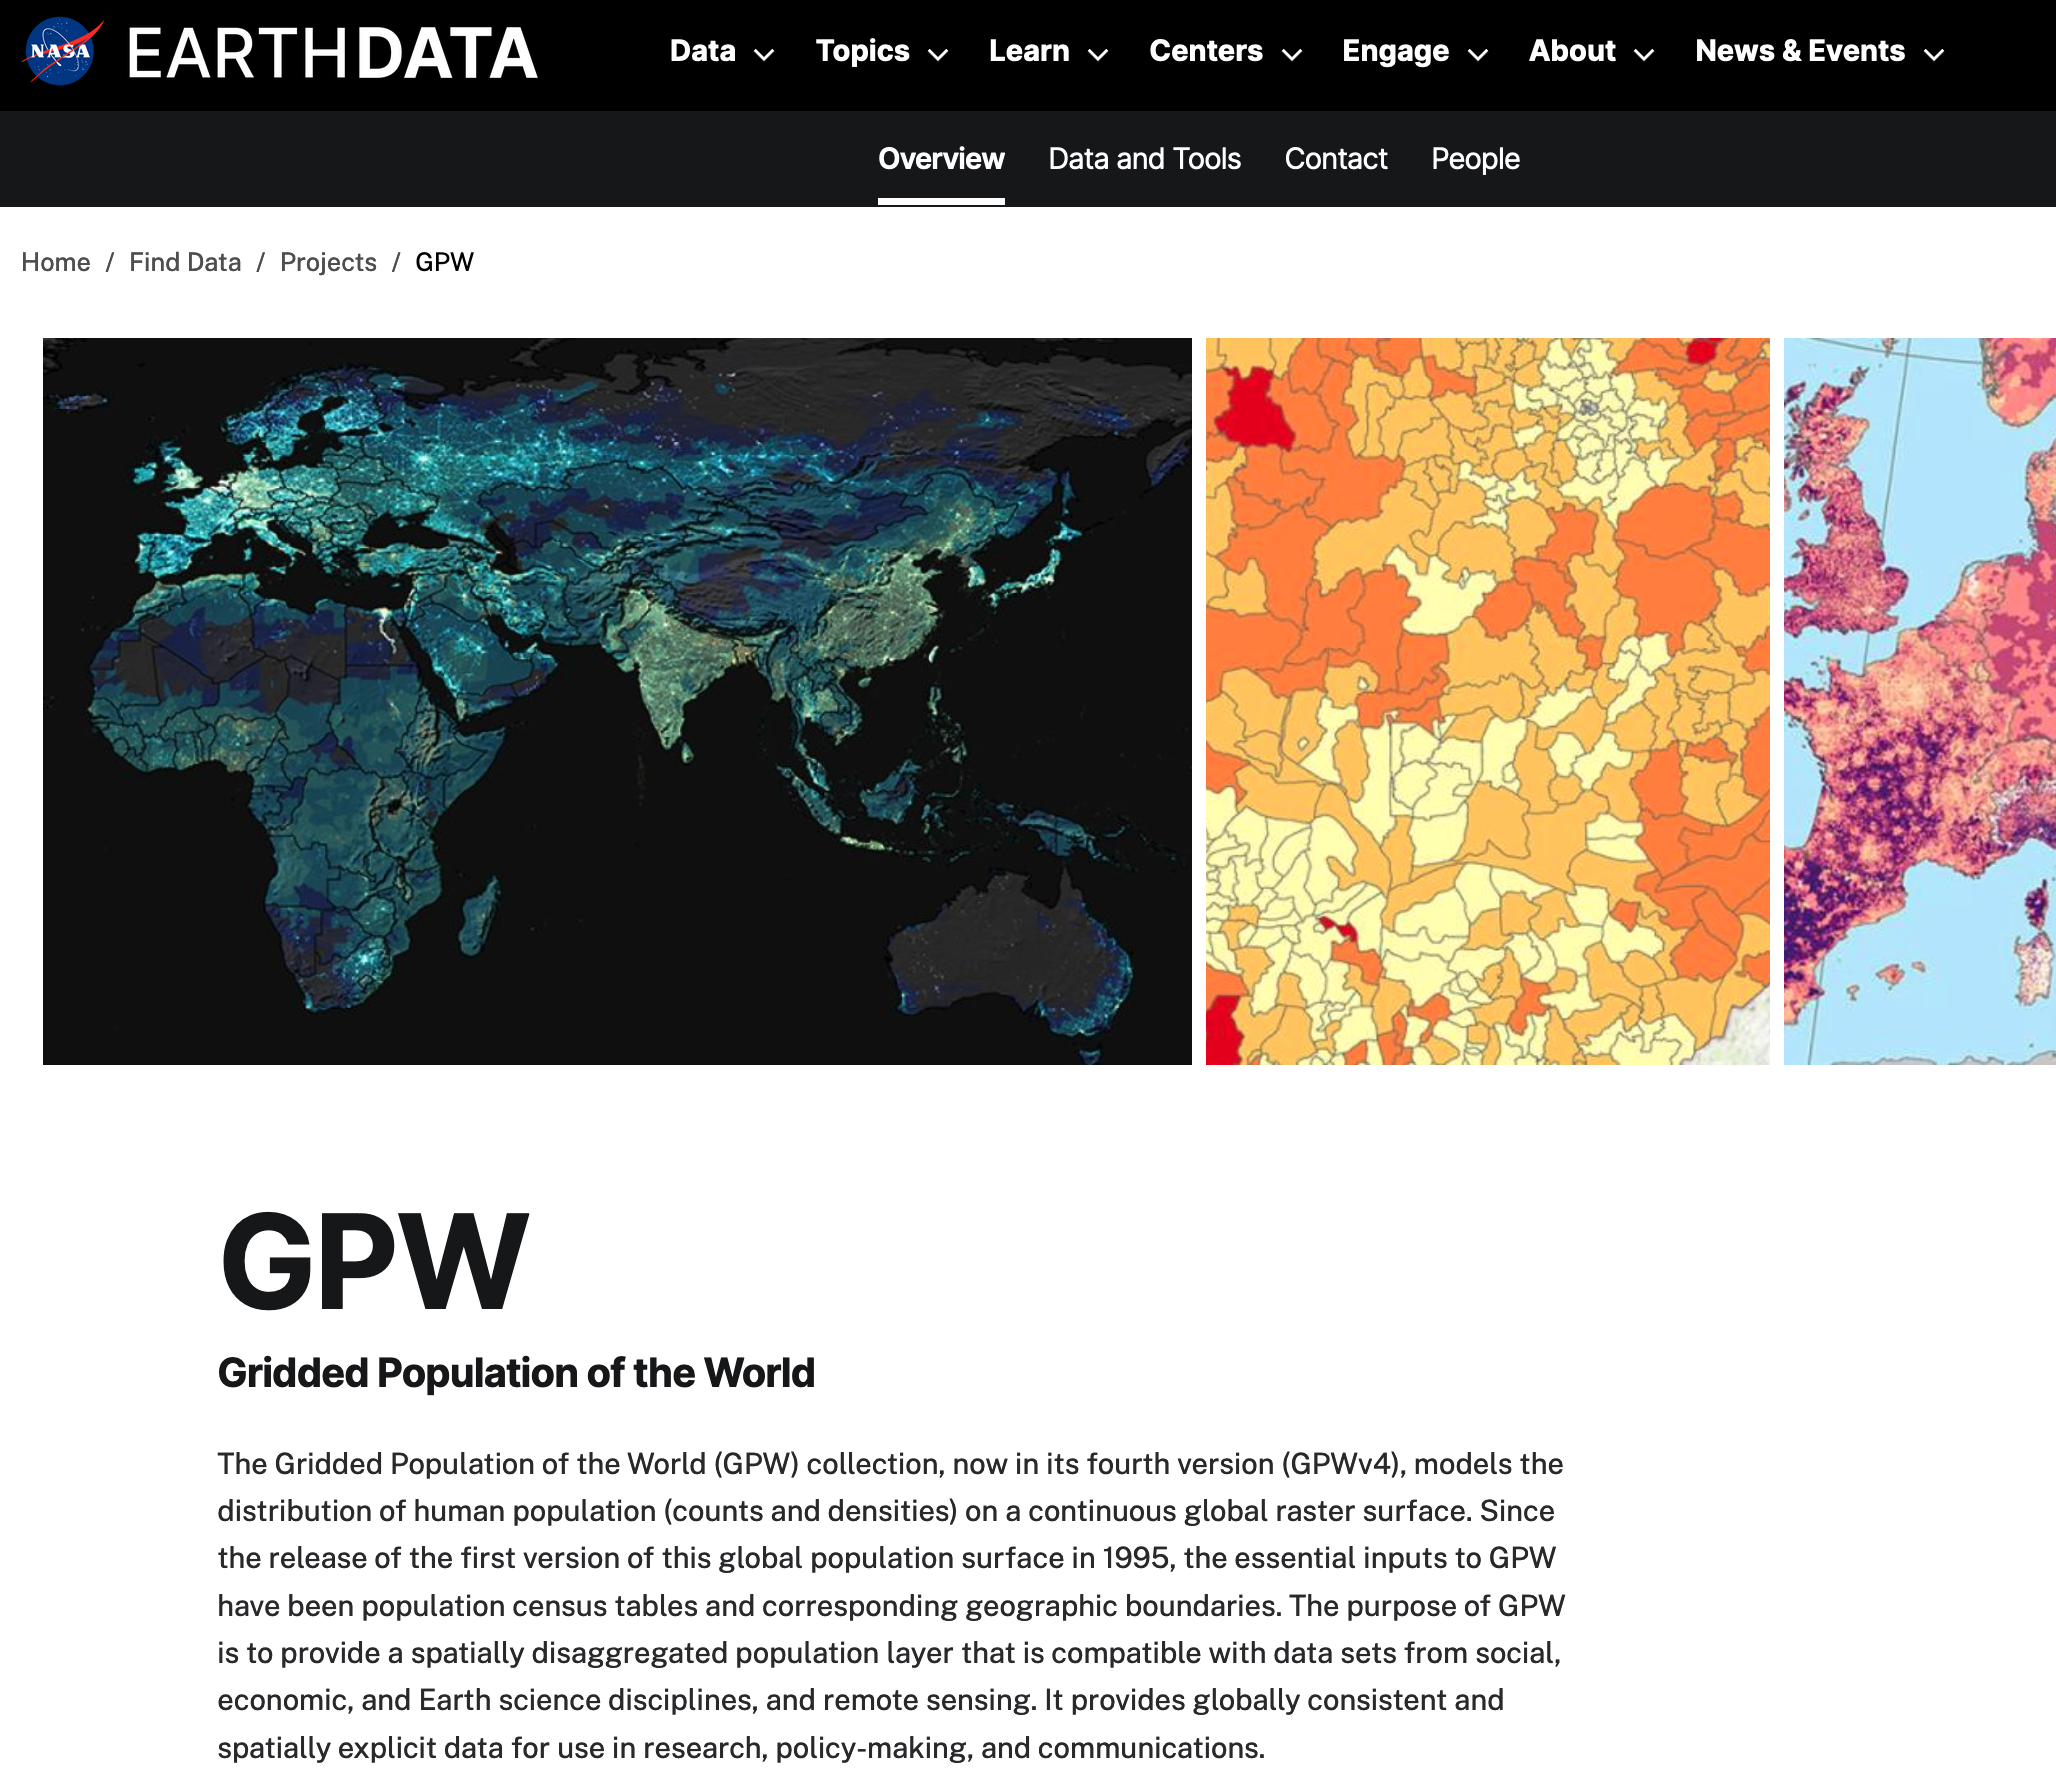 NASA EARTHDATA Data Topics Learn Centers Engage About News & Events
Overview Data and Tools Contact People
Home / Find Data / Projects / GPW
GPW
Gridded Population of the World
The Gridded Population of the World (GPW) collection, now in its fourth version (GPWv4), models the
distribution of human population (counts and densities) on a continuous global raster surface. Since
the release of the first version of this global population surface in 1995, the essential inputs to GPW
have been population census tables and corresponding geographic boundaries. The purpose of GPW
is to provide a spatially disaggregated population layer that is compatible with data sets from social,
economic, and Earth science disciplines, and remote sensing. It provides globally consistent and
spatially explicit data for use in research, policy-making, and communications.